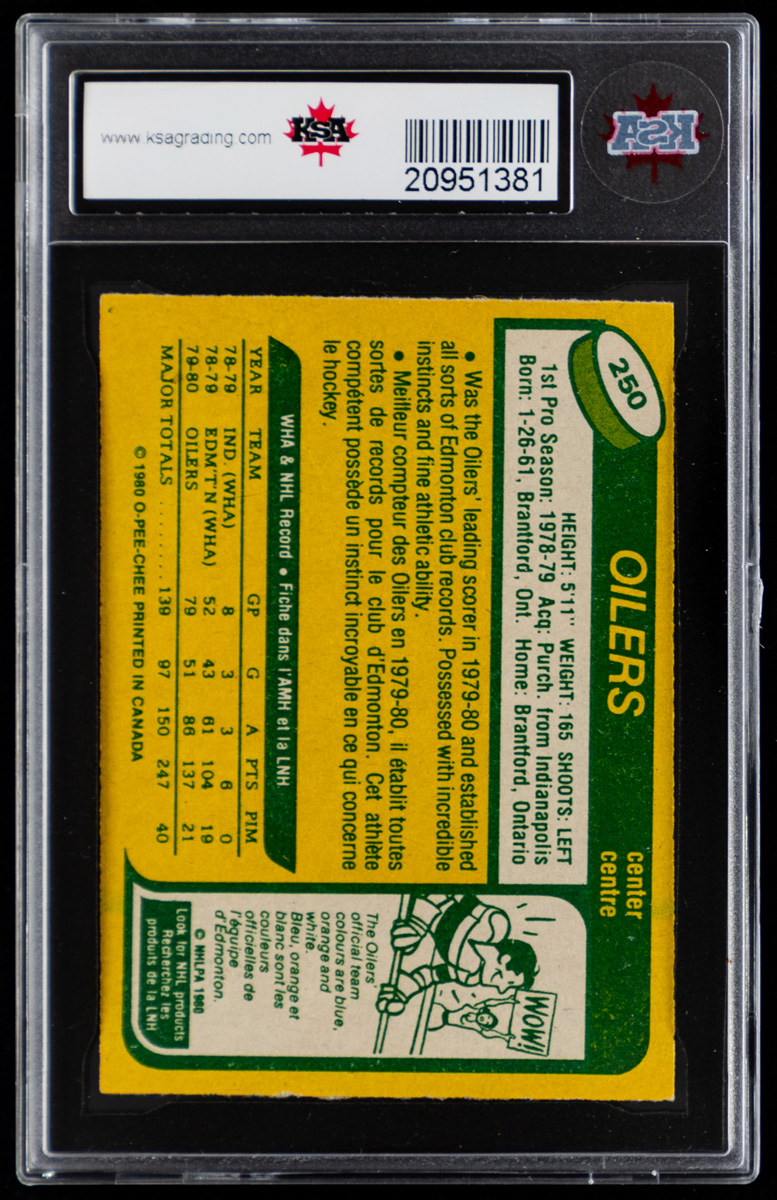 www.ksagrading.com
KSA
20951381
KSA
250
OILERS
center
centre
HEIGHT: 5'11" WEIGHT: 165 SHOOTS: LEFT
1st Pro Season: 1978-79 Acq: Purch. from Indianapolis
Born: 1-26-61, Brantford, Ont. Home: Brantford, Ontario
• Was the Oilers' leading scorer in 1979-80 and established
all sorts of Edmonton club records. Possessed with incredible
instincts and fine athletic ability.
• Meilleur compteur des Oilers en 1979-80, il établit toutes
sortes de records pour le club d'Edmonton. Cet athlète
compétent possède un instinct incroyable en ce qui concerne
le hockey.
WHA & NHL Record • Fiche dans l'AMH et la LNH
YEAR TEAM GP G A PTS PIM
78-79 IND. (WHA) 8 3 3 6 0
78-79 EDM'T'N (WHA) 52 43 61 104 19
79-80 OILERS 79 51 86 137 21
MAJOR TOTALS .......... 139 97 150 247 40
© 1980 O-PEE-CHEE PRINTED IN CANADA
WOW!
The Oilers'
official team
colours are blue,
orange and
white.
Bleu, orange et
blanc sont les
couleurs
officielles de
l'équipe
d'Edmonton.
© NHLPA 1980
Look for NHL products
Recherchez les
produits de la LNH